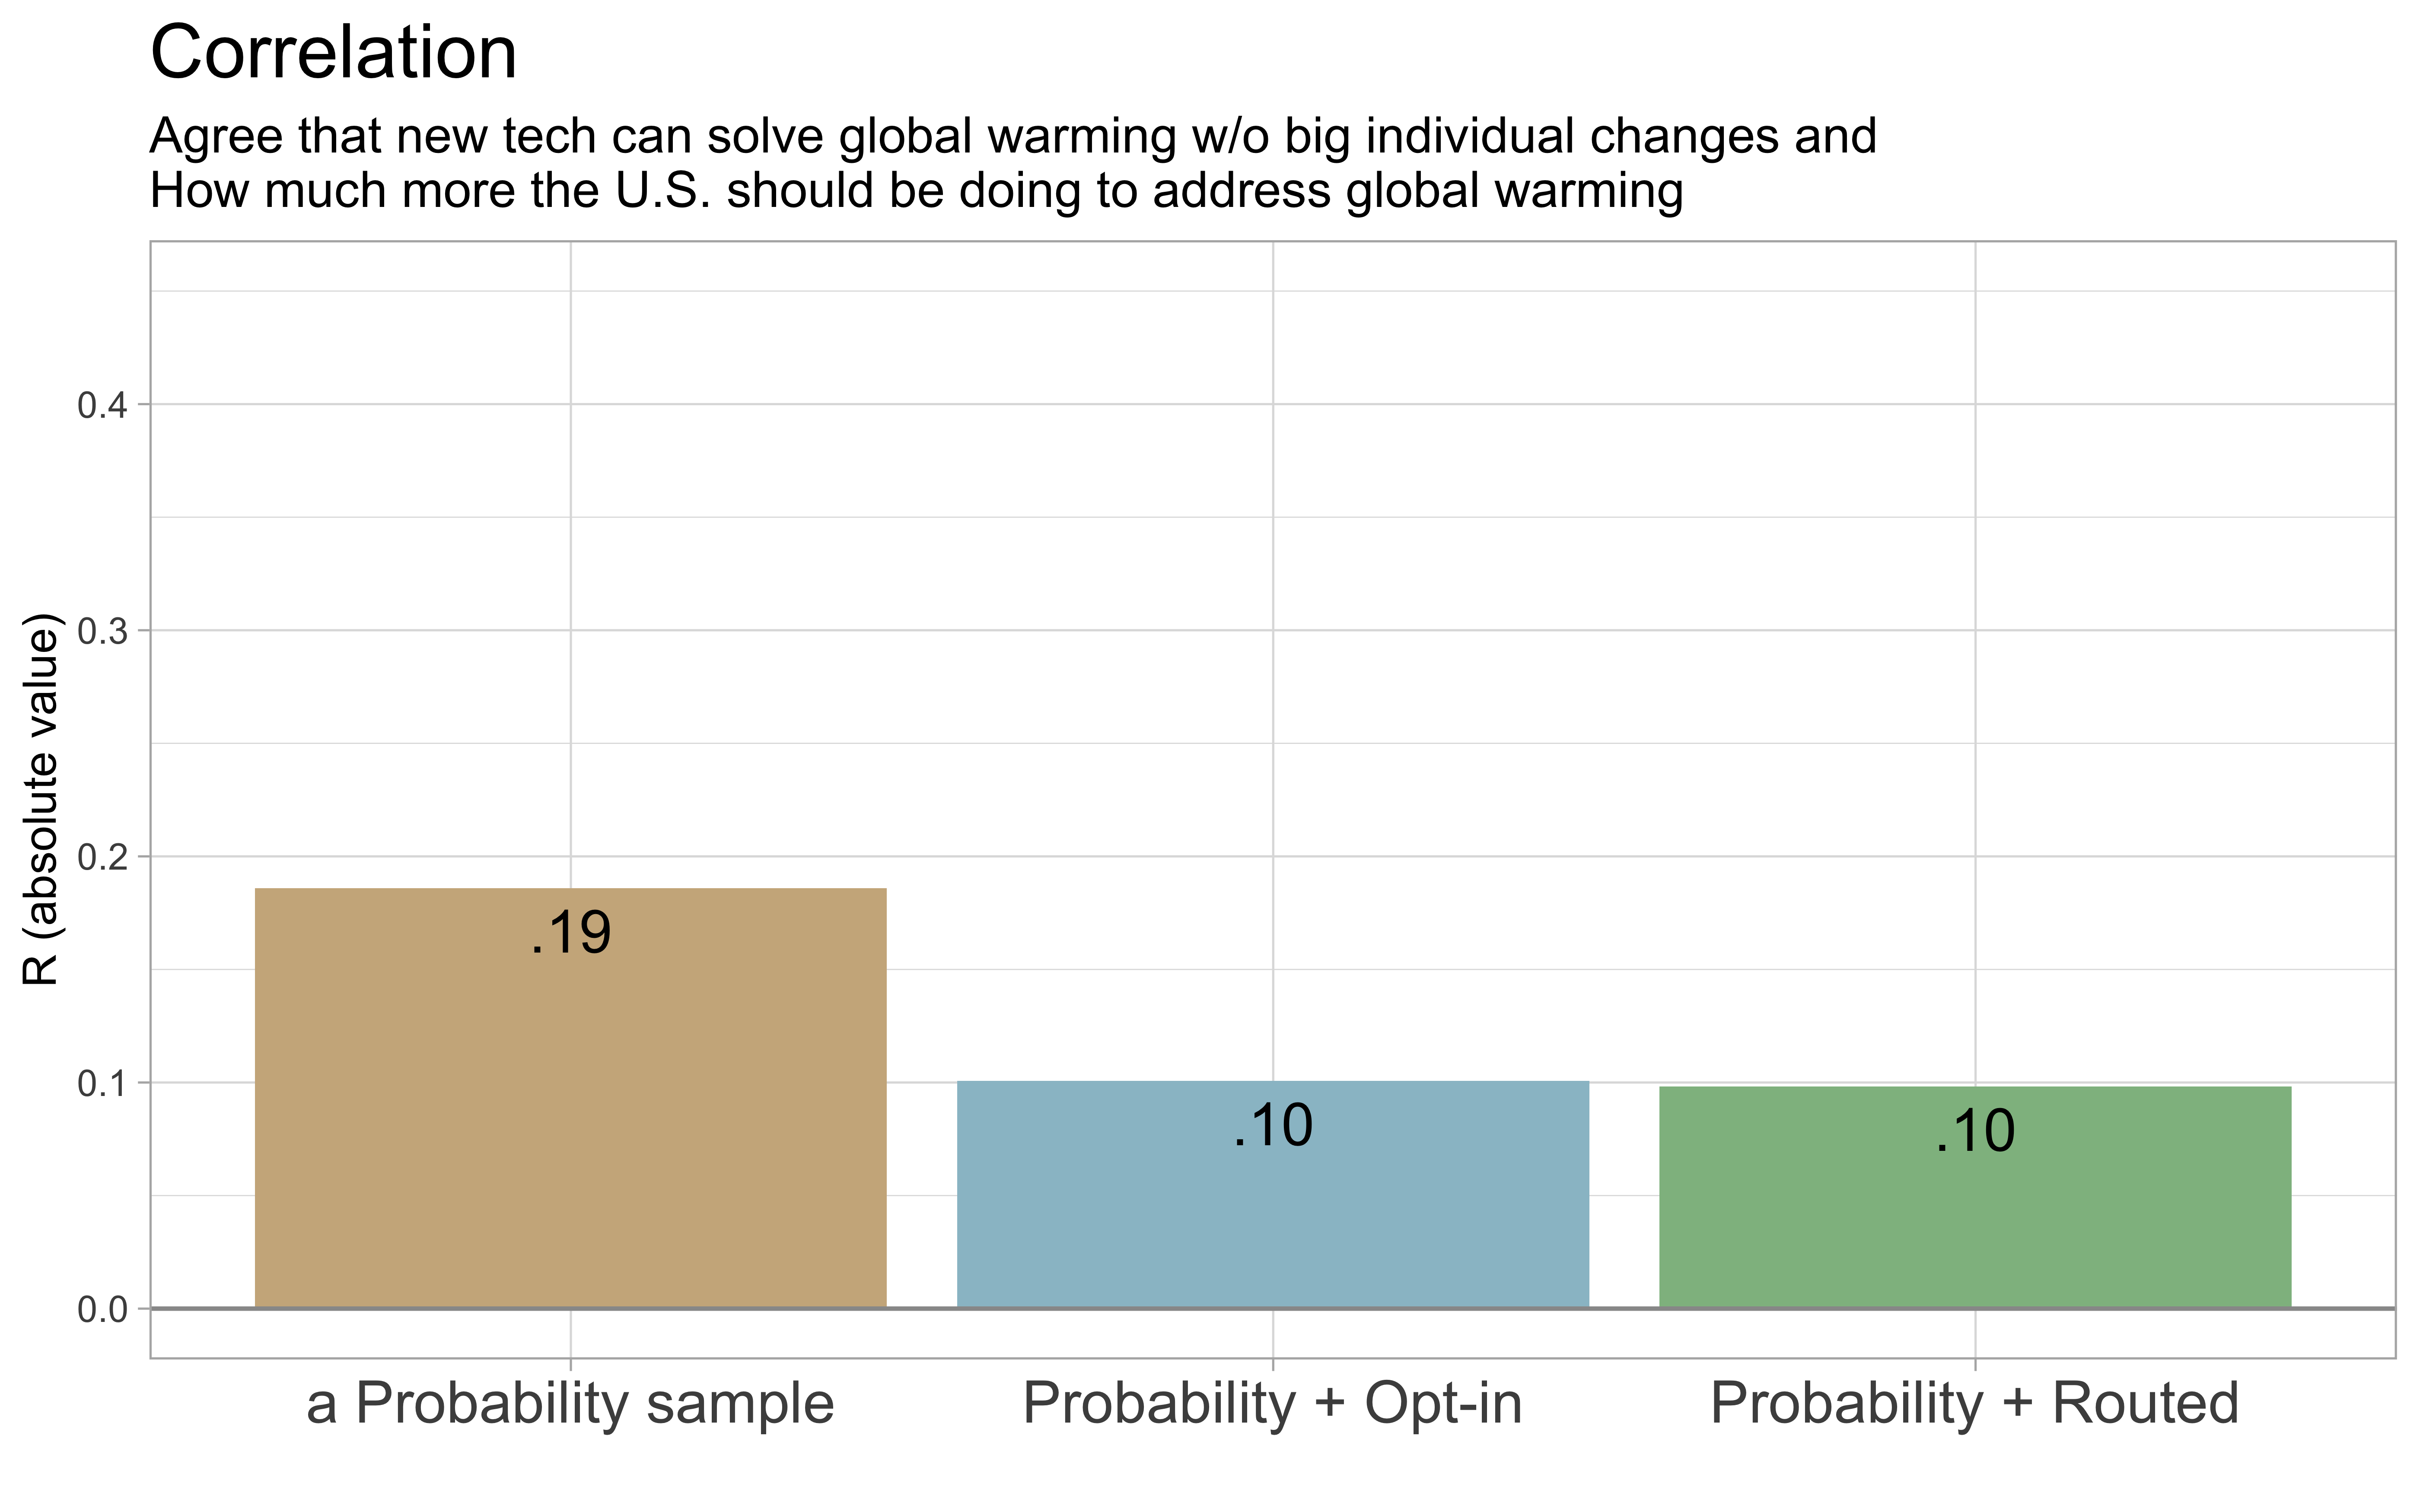 Correlation
Agree that new tech can solve global warming w/o big individual changes and
How much more the U.S. should be doing to address global warming
R (absolute value)
0.4
0.3
0.2
0.1
0.0
.19
.10
.10
a Probability sample
Probability + Opt-in
Probability + Routed